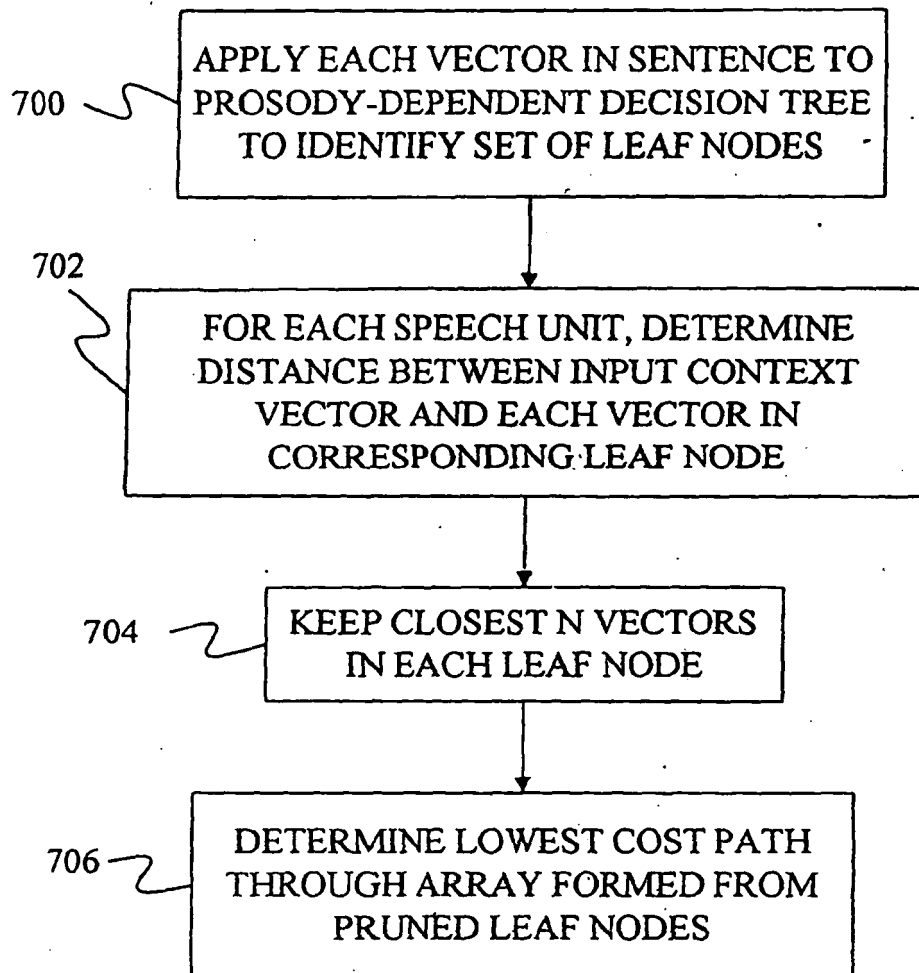 700
APPLY EACH VECTOR IN SENTENCE TO
PROSODY-DEPENDENT DECISION TREE
TO IDENTIFY SET OF LEAF NODES
702
FOR EACH SPEECH UNIT, DETERMINE
DISTANCE BETWEEN INPUT CONTEXT
VECTOR AND EACH VECTOR IN
CORRESPONDING LEAF NODE
704
KEEP CLOSEST N VECTORS
IN EACH LEAF NODE
706
DETERMINE LOWEST COST PATH
THROUGH ARRAY FORMED FROM
PRUNED LEAF NODES